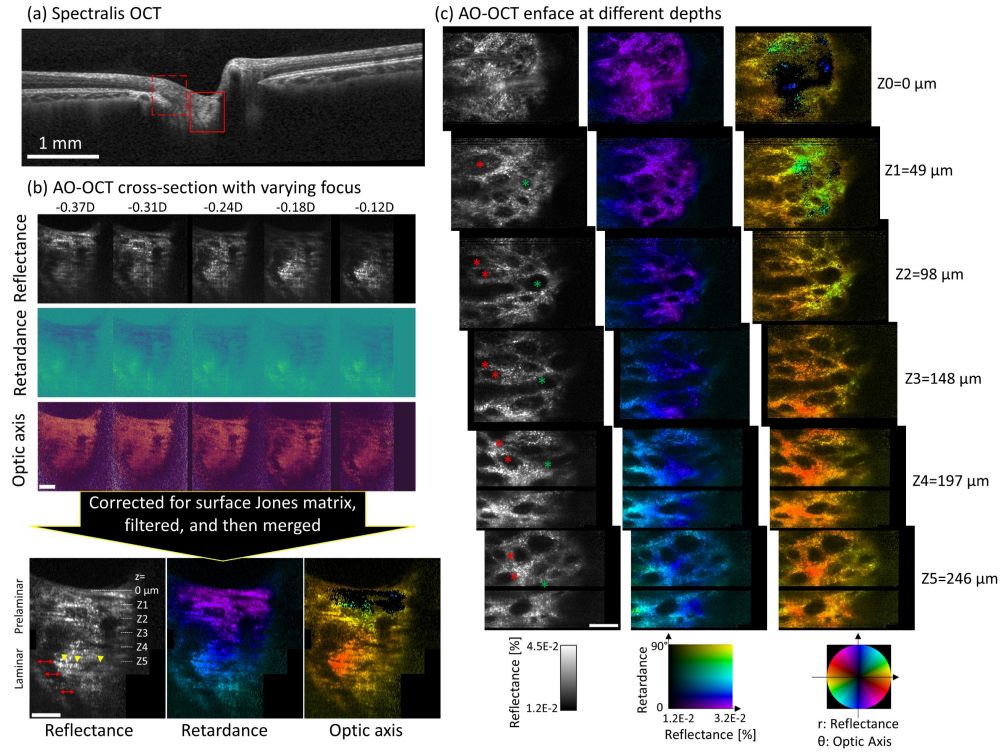 (a) Spectralis OCT
1 mm
(b) AO-OCT cross-section with varying focus
-0.37D -0.31D -0.24D -0.18D -0.12D
Reflectance
Retardance
Optic axis
Corrected for surface Jones matrix,
filtered, and then merged
Prelaminar
Laminar
z=
0 µm
Z1
Z2
Z3
Z4
Z5
Reflectance Retardance Optic axis
(c) AO-OCT enface at different depths
Z0=0 µm
* *
Z1=49 µm
* * *
Z2=98 µm
* * *
Z3=148 µm
* * *
Z4=197 µm
* * *
Z5=246 µm
Reflectance [%]
4.5E-2
1.2E-2
Retardance
90°
0
1.2E-2 3.2E-2
Reflectance [%]
r: Reflectance
θ: Optic Axis